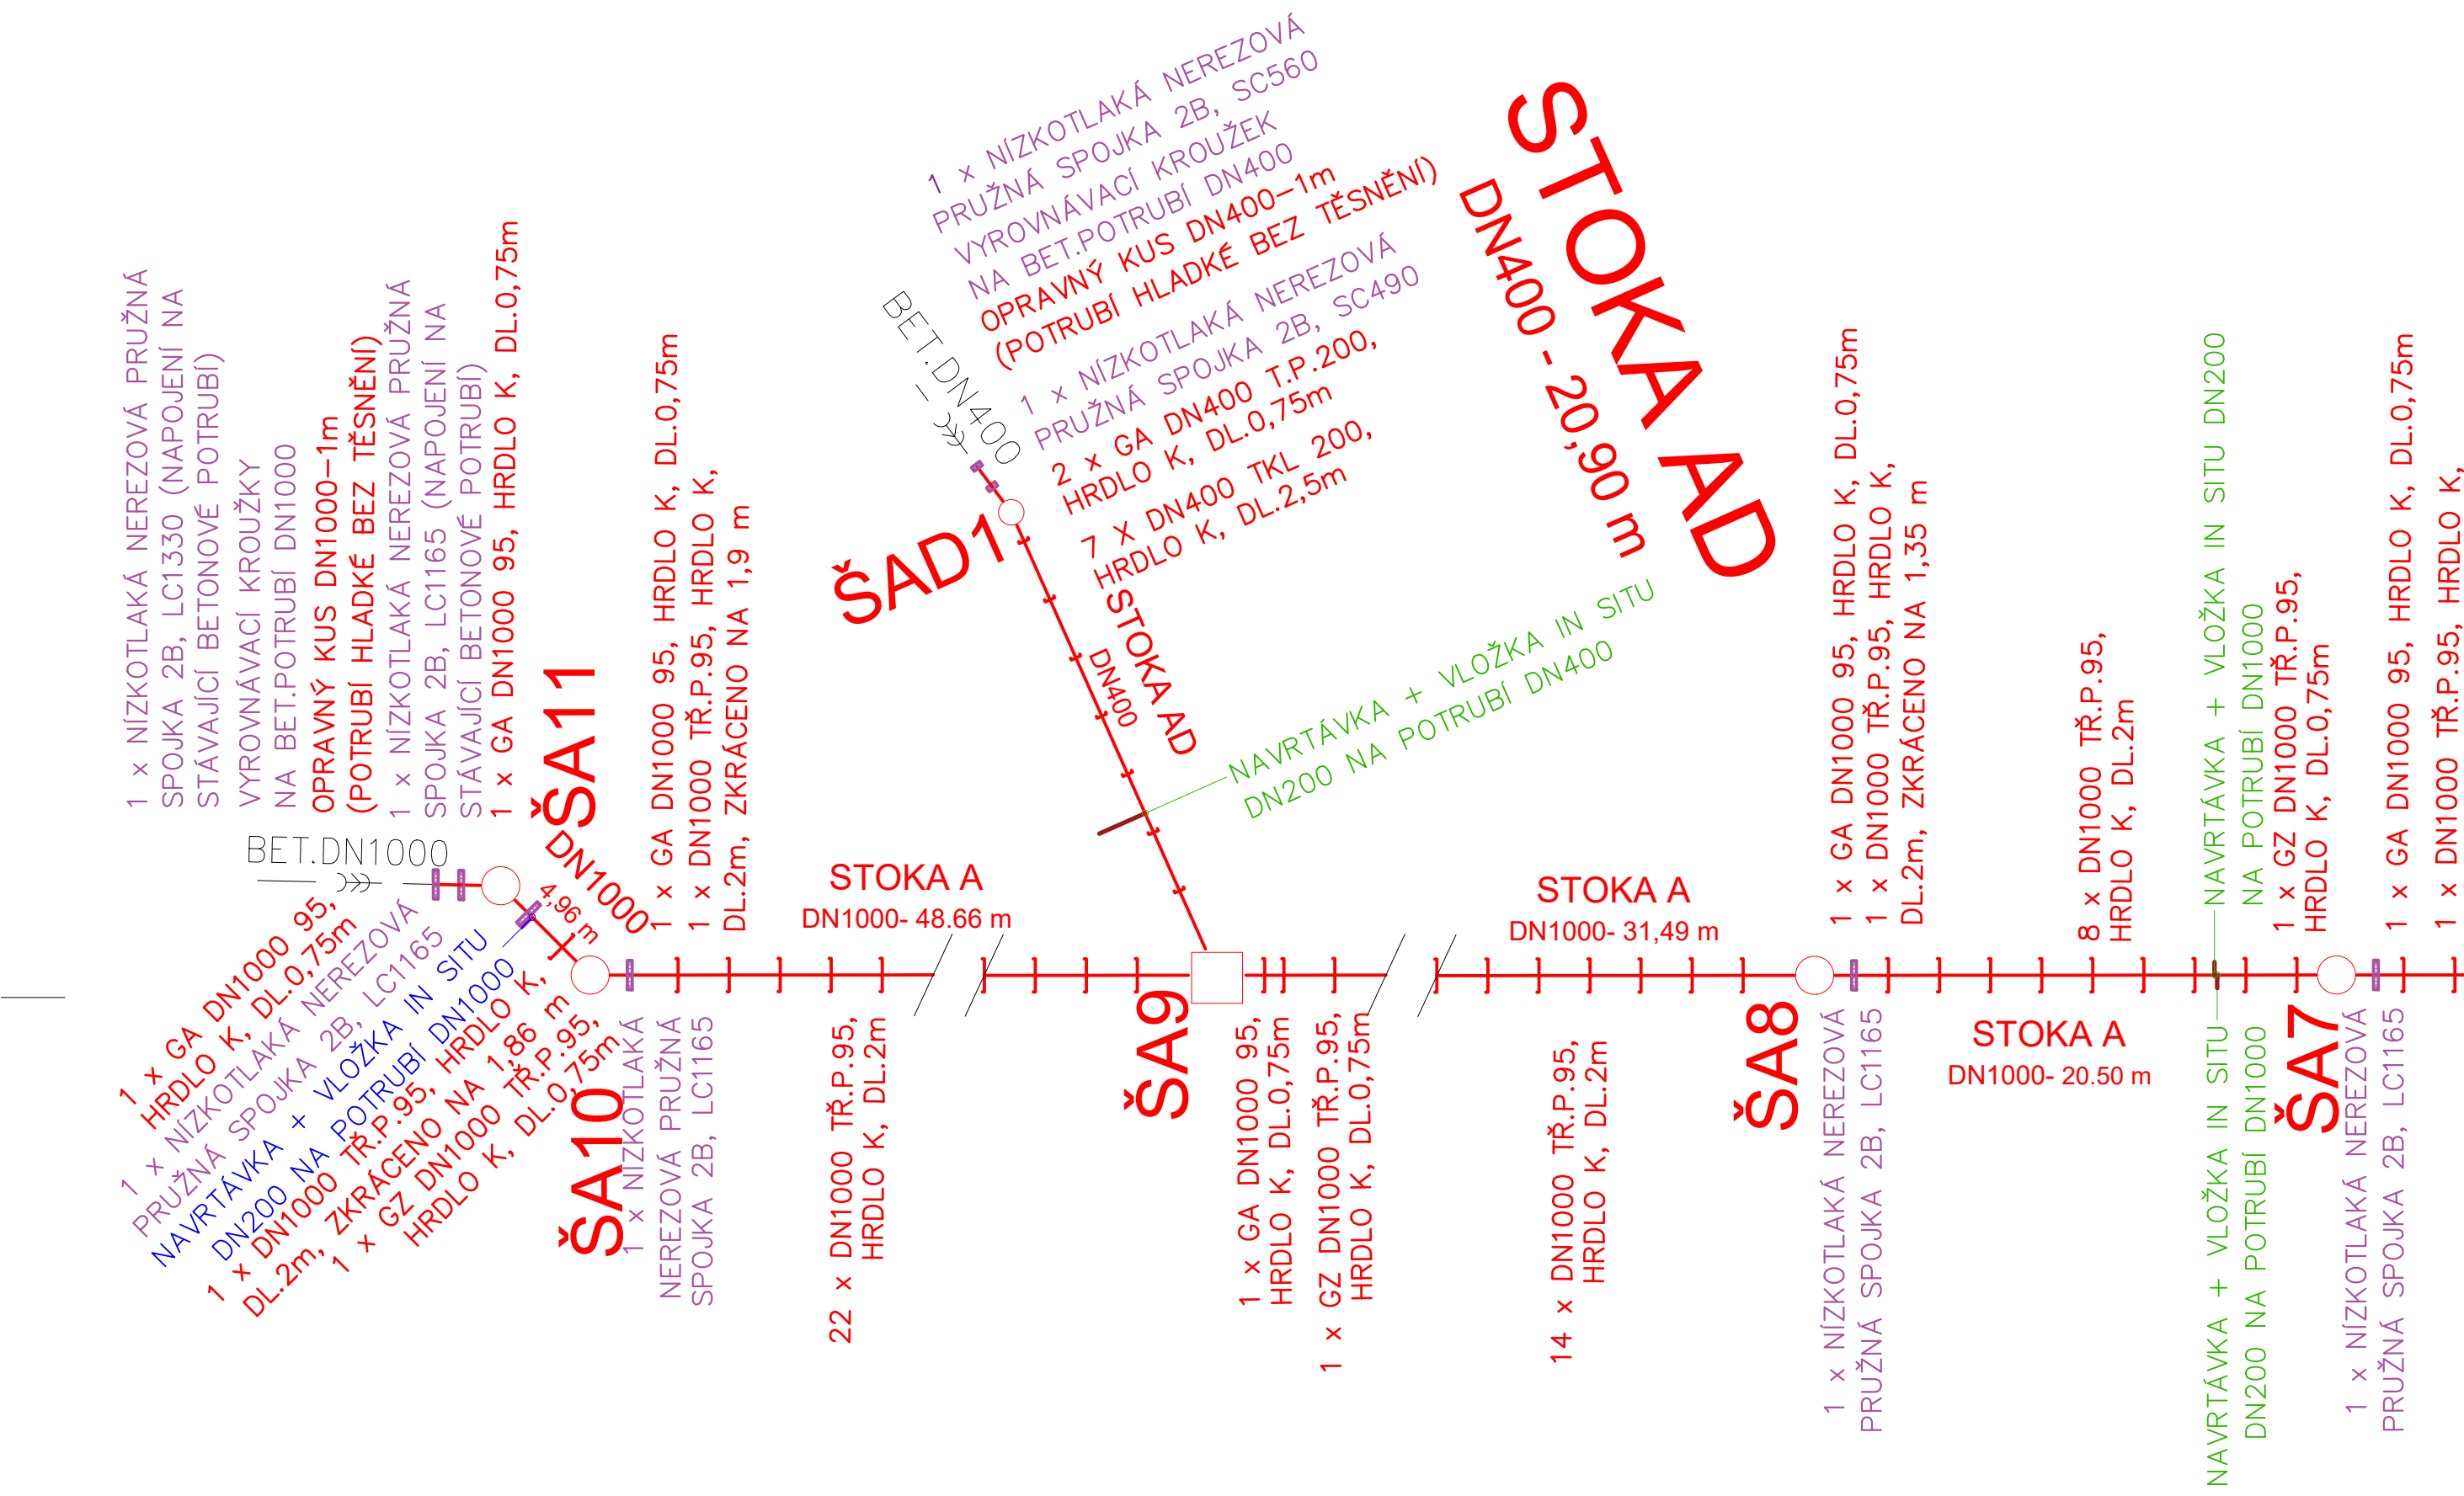 1 x NÍZKOTLAKÁ NEREZOVÁ PRUŽNÁ
SPOJKA 2B, LC1330 (NAPOJENÍ NA
STÁVAJÍCÍ BETONOVÉ POTRUBÍ)
VYROVNÁVACÍ KROUŽKY
NA BET.POTRUBÍ DN1000
OPRAVNÝ KUS DN1000-1m
(POTRUBÍ HLADKÉ BEZ TĚSNĚNÍ)
1 x NÍZKOTLAKÁ NEREZOVÁ PRUŽNÁ
SPOJKA 2B, LC1165 (NAPOJENÍ NA
STÁVAJÍCÍ BETONOVÉ POTRUBÍ)
1 x GA DN1000 95, HRDLO K, DL.0,75m
ŠA11
BET.DN1000
DN1000
4,96 m
1 x GA DN1000 95,
HRDLO K, DL.0,75m
1 x NÍZKOTLAKÁ NEREZOVÁ
PRUŽNÁ SPOJKA 2B, LC1165
NAVRTÁVKA + VLOŽKA IN SITU
DN200 NA POTRUBÍ DN1000
1 x DN1000 TŘ.P.95, HRDLO K,
DL.2m, ZKRÁCENO NA 1,86 m
1 x GZ DN1000 TŘ.P.95,
HRDLO K, DL.0,75m
ŠA10
1 x NÍZKOTLAKÁ
NEREZOVÁ PRUŽNÁ
SPOJKA 2B, LC1165
1 x GA DN1000 95, HRDLO K, DL.0,75m
1 x DN1000 TŘ.P.95, HRDLO K,
DL.2m, ZKRÁCENO NA 1,9 m
STOKA A
DN1000- 48.66 m
22 x DN1000 TŘ.P.95,
HRDLO K, DL.2m
1 x NÍZKOTLAKÁ NEREZOVÁ
PRUŽNÁ SPOJKA 2B, SC560
VYROVNÁVACÍ KROUŽEK
NA BET.POTRUBÍ DN400
OPRAVNÝ KUS DN400-1m
(POTRUBÍ HLADKÉ BEZ TĚSNĚNÍ)
1 x NÍZKOTLAKÁ NEREZOVÁ
PRUŽNÁ SPOJKA 2B, SC490
2 x GA DN400 T.P.200,
HRDLO K, DL.0,75m
7 X DN400 TKL 200,
HRDLO K, DL.2,5m
BET.DN400
ŠAD1
STOKA AD
DN400
STOKA AD
DN400 - 20,90 m
NAVRTÁVKA + VLOŽKA IN SITU
DN200 NA POTRUBÍ DN400
ŠA9
1 x GA DN1000 95,
HRDLO K, DL.0,75m
1 x GZ DN1000 TŘ.P.95,
HRDLO K, DL.0,75m
STOKA A
DN1000- 31,49 m
14 x DN1000 TŘ.P.95,
HRDLO K, DL.2m
ŠA8
1 x NÍZKOTLAKÁ NEREZOVÁ
PRUŽNÁ SPOJKA 2B, LC1165
1 x GA DN1000 95, HRDLO K, DL.0,75m
1 x DN1000 TŘ.P.95, HRDLO K,
DL.2m, ZKRÁCENO NA 1,35 m
STOKA A
DN1000- 20.50 m
8 x DN1000 TŘ.P.95,
HRDLO K, DL.2m
NAVRTÁVKA + VLOŽKA IN SITU DN200
NA POTRUBÍ DN1000
NAVRTÁVKA + VLOŽKA IN SITU
DN200 NA POTRUBÍ DN1000
1 x GZ DN1000 TŘ.P.95,
HRDLO K, DL.0,75m
ŠA7
1 x NÍZKOTLAKÁ NEREZOVÁ
PRUŽNÁ SPOJKA 2B, LC1165
1 x GA DN1000 95, HRDLO K, DL.0,75m
1 x DN1000 TŘ.P.95, HRDLO K,